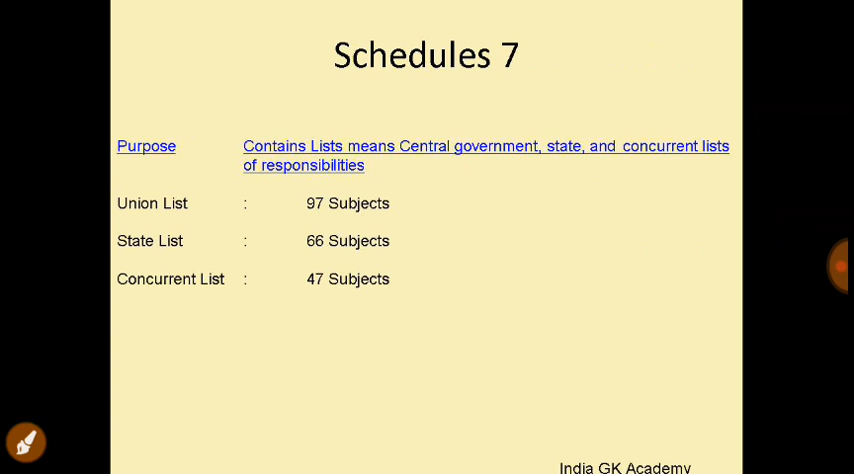 Schedules 7
Purpose Contains Lists means Central government, state, and concurrent lists
of responsibilities
Union List : 97 Subjects
State List : 66 Subjects
Concurrent List : 47 Subjects
India GK Academy